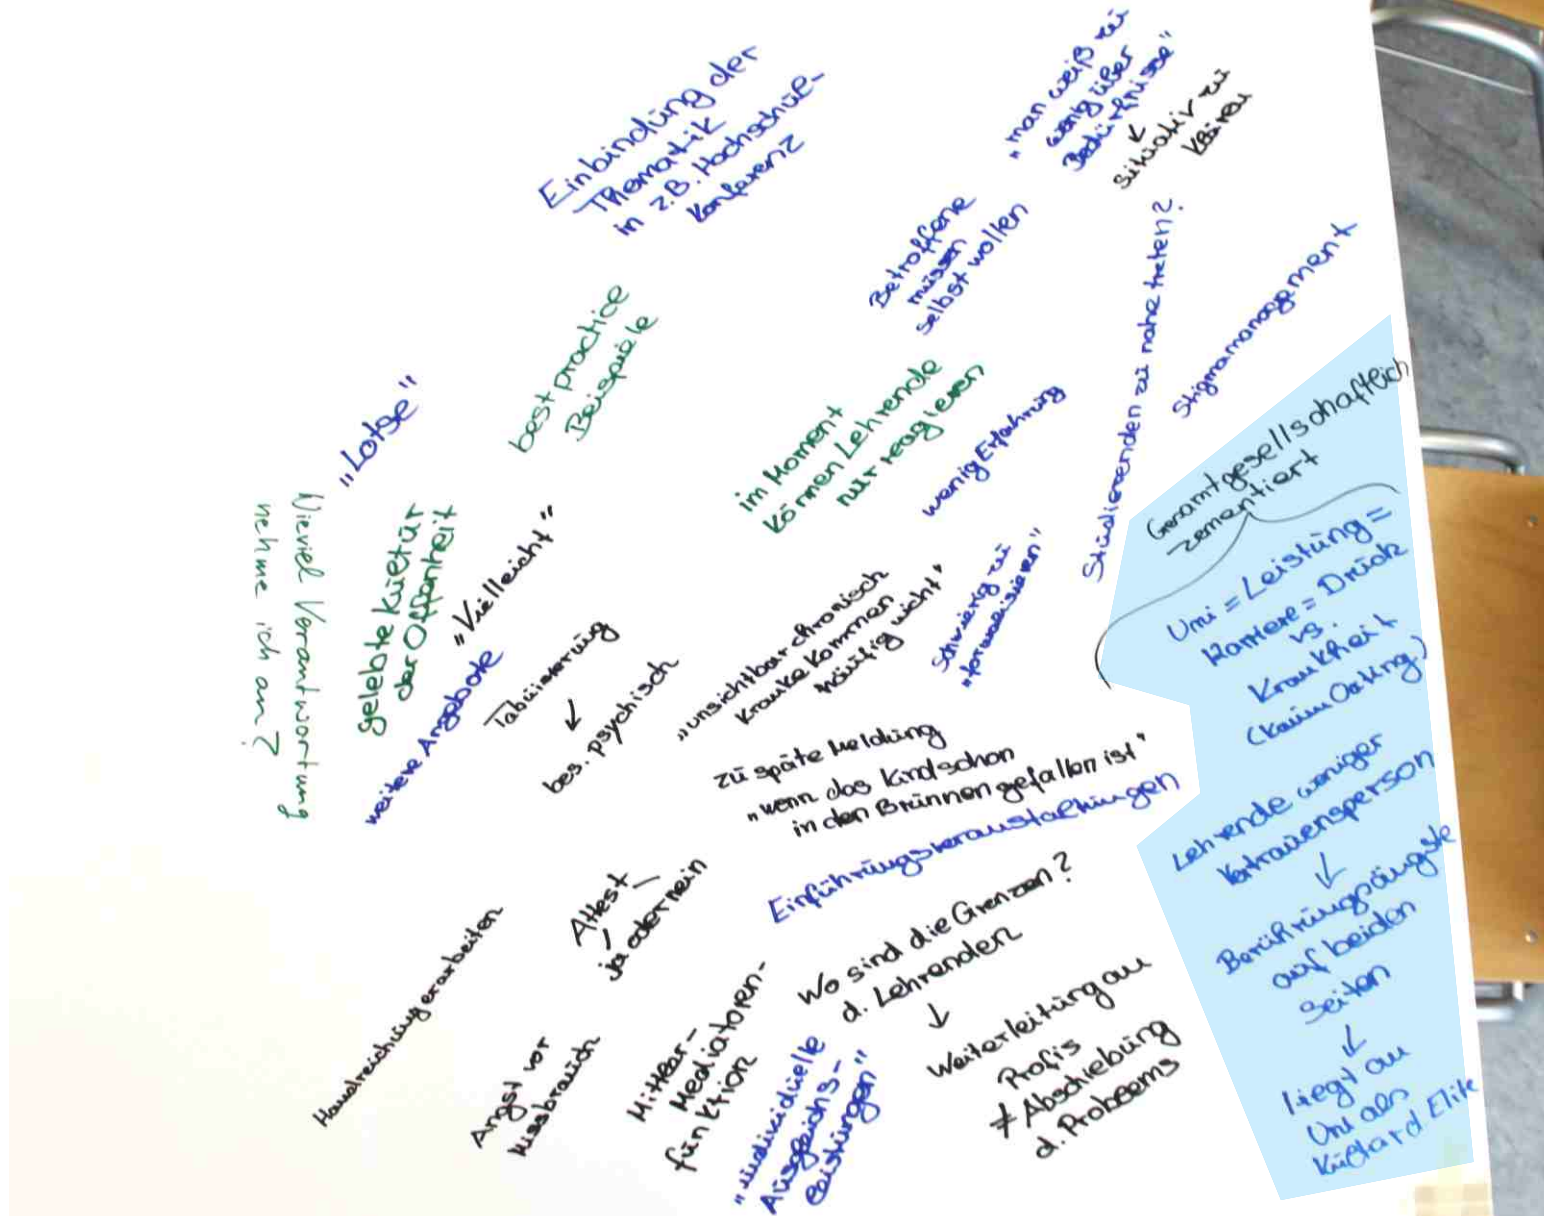 Einbindung der
Thematik
in z.B. Hochschul-
konferenz
„man weiß zu
wenig über
Bedürfnisse"
↙
Situativ zu
klären
Betroffene
müssen
selbst wollen
Studierenden zu nahe treten?
Stigmamanagement
best practice
Beispiele
„Lotse"
im Moment
können Lehrende
nur reagieren
wenig Erfahrung
Gesamtgesellschaftlich
zementiert
Uni = Leistung =
Karriere = Druck
vs.
Krankheit
(kaum Outing)
Wieviel Verantwortung
nehme ich an?
gelebte Kultur
der Offenheit
„Vielleicht"
weitere Angebote
Tabuisierung
↓
bes. psychisch
„unsichtbar chronisch
Kranke kommen
häufig nicht"
Schwierig zu
„formalisieren"
zu späte Meldung
„wenn das Kind schon
in den Brunnen gefallen ist"
Einführungsveranstaltungen
Lehrende weniger
Vertrauensperson
↓
Berührungsängste
auf beiden
Seiten
↓
liegt an
Uni als
Kult d. Elite
Attest
ja oder nein
Handreichung erarbeiten
Angst vor
Missbrauch
Mittler-
Mediatoren-
funktion
Wo sind die Grenzen?
d. Lehrenden
↓
Weiterleitung an
Profis
≠ Abschiebung
d. Problems
„individuelle
Ausgleichs-
leistungen"